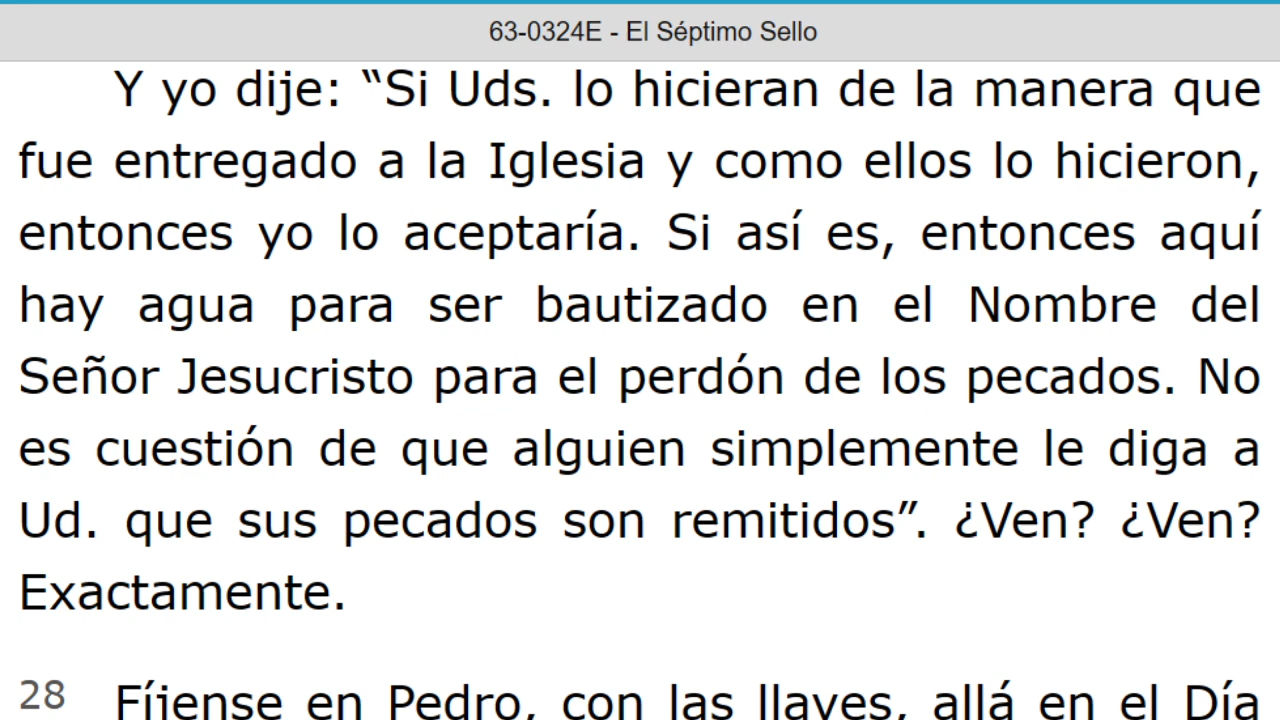 63-0324E - El Séptimo Sello
Y yo dije: “Si Uds. lo hicieran de la manera que
fue entregado a la Iglesia y como ellos lo hicieron,
entonces yo lo aceptaría. Si así es, entonces aquí
hay agua para ser bautizado en el Nombre del
Señor Jesucristo para el perdón de los pecados. No
es cuestión de que alguien simplemente le diga a
Ud. que sus pecados son remitidos”. ¿Ven? ¿Ven?
Exactamente.
28 Fíjense en Pedro, con las llaves, allá en el Día